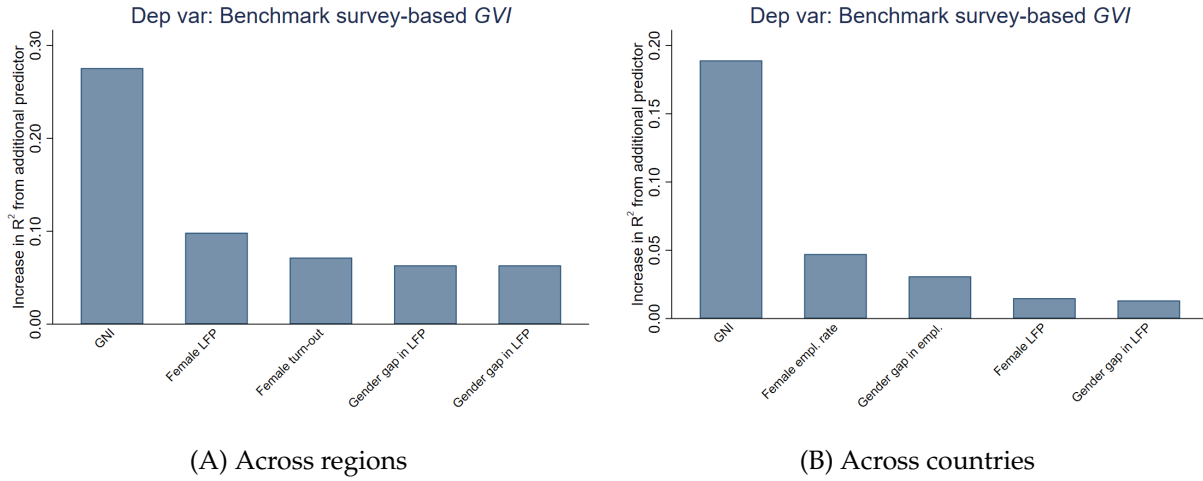 Dep var: Benchmark survey-based GVI
Increase in R² from additional predictor
0.30
0.20
0.10
0.00
GNI
Female LFP
Female turn-out
Gender gap in LFP
Gender gap in LFP
(A) Across regions
Dep var: Benchmark survey-based GVI
Increase in R² from additional predictor
0.20
0.15
0.10
0.05
0.00
GNI
Female empl. rate
Gender gap in empl.
Female LFP
Gender gap in LFP
(B) Across countries